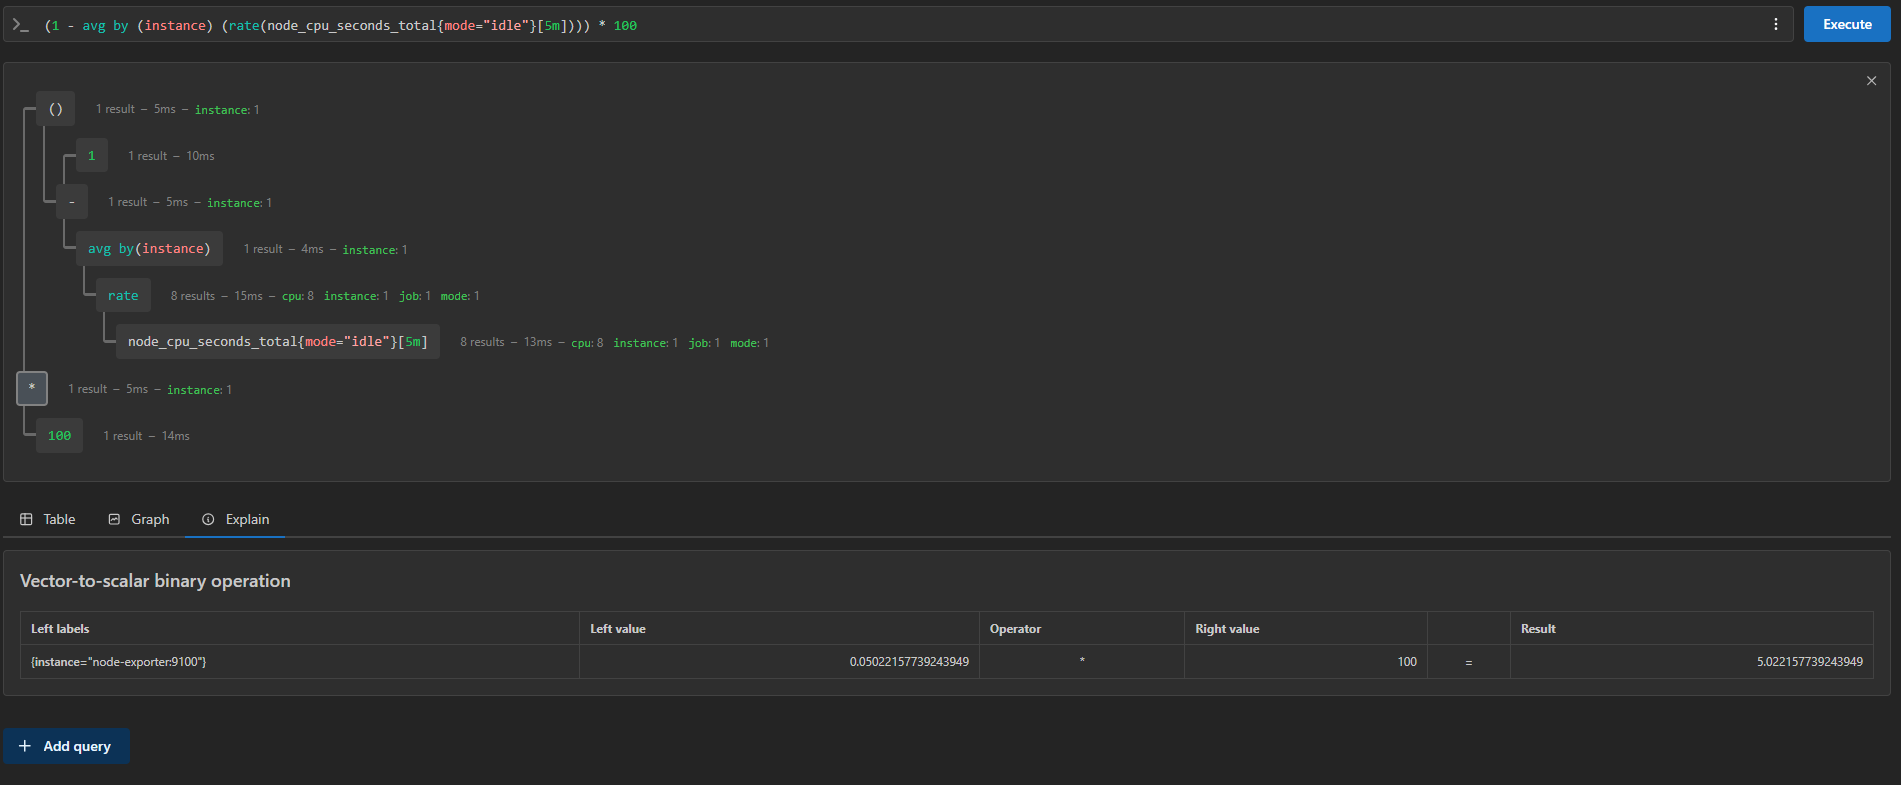 >_ (1 - avg by (instance) (rate(node_cpu_seconds_total{mode="idle"}[5m]))) * 100
Execute
() 1 result – 5ms – instance: 1
1 1 result – 10ms
- 1 result – 5ms – instance: 1
avg by(instance) 1 result – 4ms – instance: 1
rate 8 results – 15ms – cpu: 8 instance: 1 job: 1 mode: 1
node_cpu_seconds_total{mode="idle"}[5m] 8 results – 13ms – cpu: 8 instance: 1 job: 1 mode: 1
* 1 result – 5ms – instance: 1
100 1 result – 14ms
Table Graph Explain
Vector-to-scalar binary operation
Left labels Left value Operator Right value Result
{instance="node-exporter:9100"} 0.05022157739243949 * 100 = 5.022157739243949
+ Add query